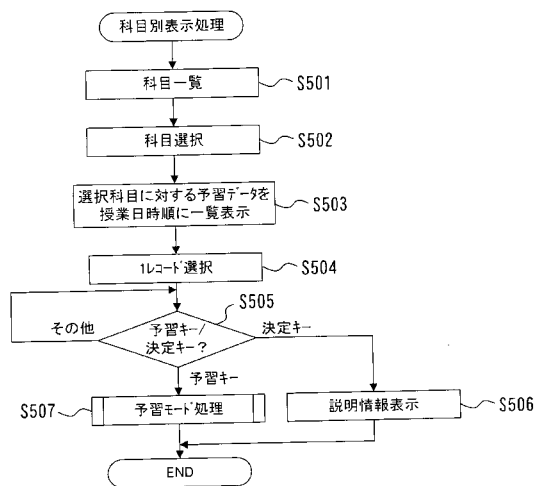 科目別表示処理
科目一覧
S501
科目選択
S502
選択科目に対する予習データを
授業日時順に一覧表示
S503
1レコード選択
S504
S505
その他
予習キー/
決定キー?
決定キー
予習キー
S507
予習モード処理
説明情報表示
S506
END